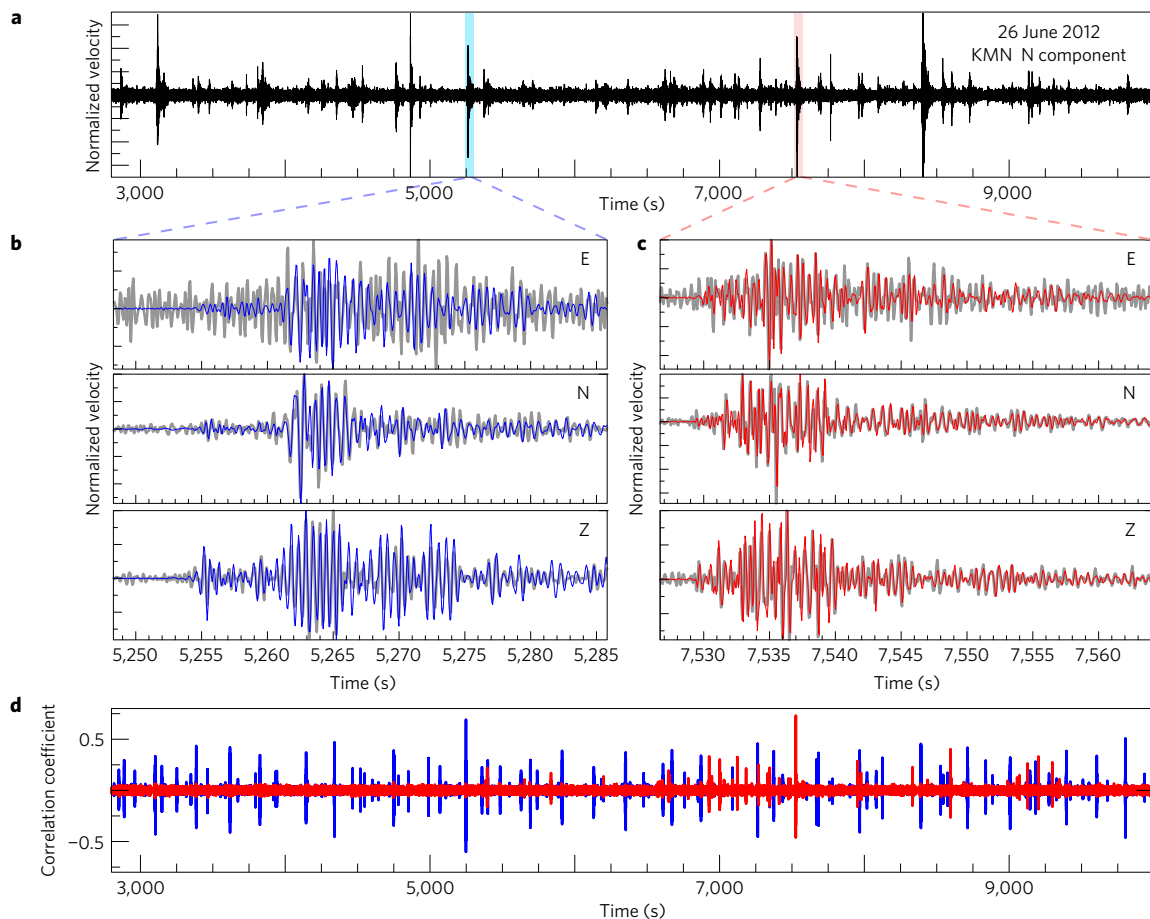 a
Normalized velocity
26 June 2012
KMN N component
3,000
5,000
7,000
9,000
Time (s)
b
E
N
Z
Normalized velocity
5,250
5,255
5,260
5,265
5,270
5,275
5,280
5,285
Time (s)
c
E
N
Z
Normalized velocity
7,530
7,535
7,540
7,545
7,550
7,555
7,560
Time (s)
d
Correlation coefficient
0.5
−0.5
3,000
5,000
7,000
9,000
Time (s)